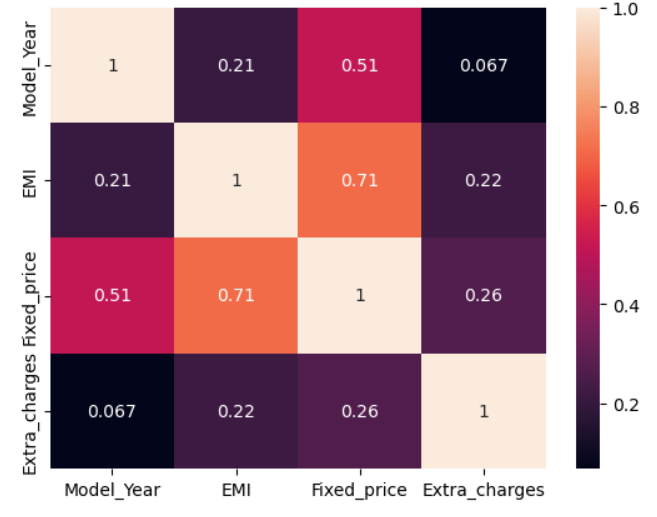 Model_Year 1 0.21 0.51 0.067
EMI 0.21 1 0.71 0.22
Fixed_price 0.51 0.71 1 0.26
Extra_charges 0.067 0.22 0.26 1
Model_Year EMI Fixed_price Extra_charges
1.0
0.8
0.6
0.4
0.2